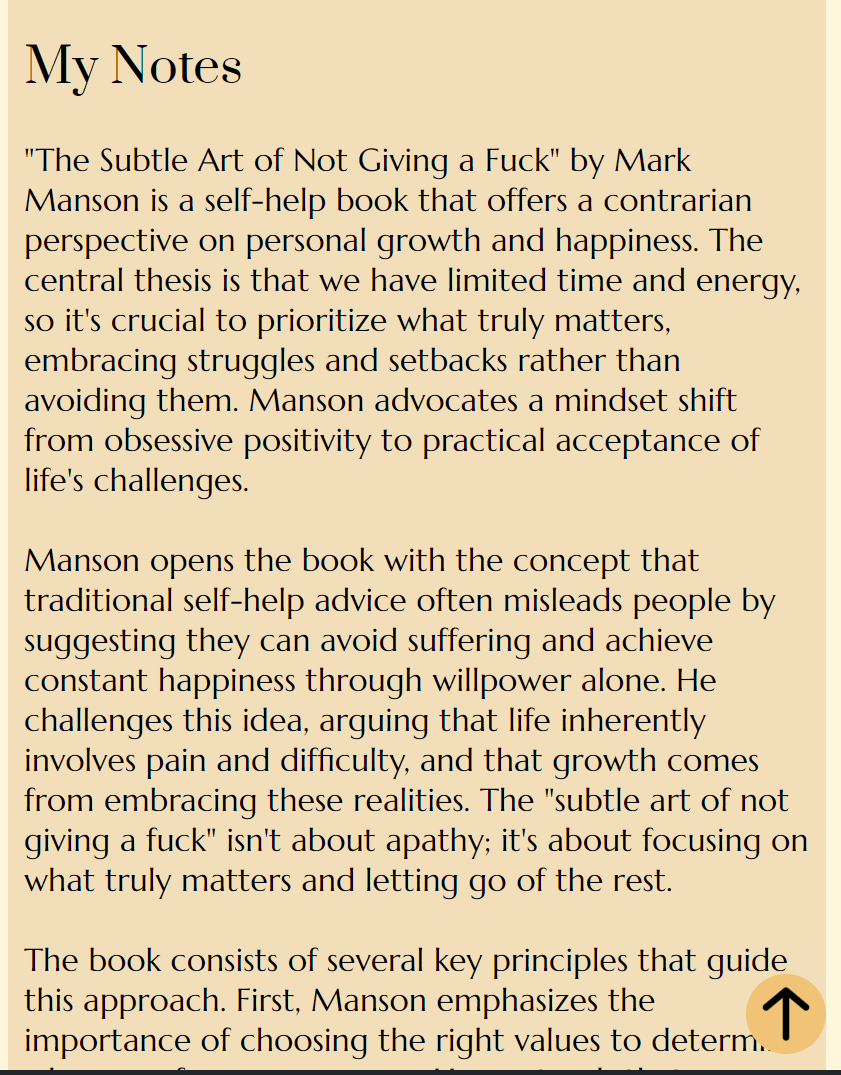 My Notes
"The Subtle Art of Not Giving a Fuck" by Mark
Manson is a self-help book that offers a contrarian
perspective on personal growth and happiness. The
central thesis is that we have limited time and energy,
so it's crucial to prioritize what truly matters,
embracing struggles and setbacks rather than
avoiding them. Manson advocates a mindset shift
from obsessive positivity to practical acceptance of
life's challenges.
Manson opens the book with the concept that
traditional self-help advice often misleads people by
suggesting they can avoid suffering and achieve
constant happiness through willpower alone. He
challenges this idea, arguing that life inherently
involves pain and difficulty, and that growth comes
from embracing these realities. The "subtle art of not
giving a fuck" isn't about apathy; it's about focusing on
what truly matters and letting go of the rest.
The book consists of several key principles that guide
this approach. First, Manson emphasizes the
importance of choosing the right values to